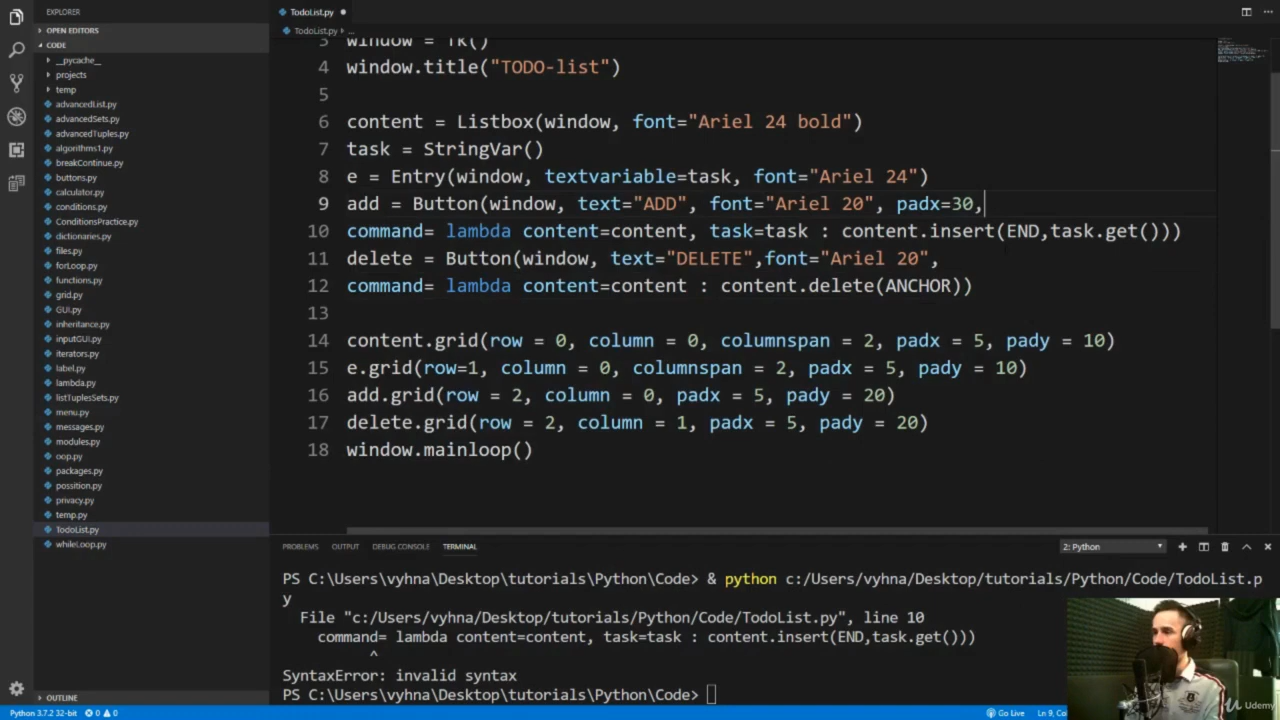 EXPLORER
OPEN EDITORS
CODE
__pycache__
projects
temp
advancedList.py
advancedSets.py
advancedTuples.py
algorithms1.py
breakContinue.py
buttons.py
calculator.py
conditions.py
ConditionsPractice.py
dictionaries.py
files.py
forLoop.py
functions.py
grid.py
GUI.py
inheritance.py
inputGUI.py
iterators.py
label.py
lambda.py
listTuplesSets.py
menu.py
messages.py
modules.py
oop.py
packages.py
possition.py
privacy.py
temp.py
TodoList.py
whileLoop.py
OUTLINE
TodoList.py
TodoList.py ▸ ...
3 window = Tk()
4 window.title("TODO-list")
5
6 content = Listbox(window, font="Ariel 24 bold")
7 task = StringVar()
8 e = Entry(window, textvariable=task, font="Ariel 24")
9 add = Button(window, text="ADD", font="Ariel 20", padx=30,
10 command= lambda content=content, task=task : content.insert(END,task.get()))
11 delete = Button(window, text="DELETE",font="Ariel 20",
12 command= lambda content=content : content.delete(ANCHOR))
13
14 content.grid(row = 0, column = 0, columnspan = 2, padx = 5, pady = 10)
15 e.grid(row=1, column = 0, columnspan = 2, padx = 5, pady = 10)
16 add.grid(row = 2, column = 0, padx = 5, pady = 20)
17 delete.grid(row = 2, column = 1, padx = 5, pady = 20)
18 window.mainloop()
PROBLEMS OUTPUT DEBUG CONSOLE TERMINAL 2: Python
PS C:\Users\vyhna\Desktop\tutorials\Python\Code> & python c:/Users/vyhna/Desktop/tutorials/Python/Code/TodoList.p
y
File "c:/Users/vyhna/Desktop/tutorials/Python/Code/TodoList.py", line 10
command= lambda content=content, task=task : content.insert(END,task.get()))
^
SyntaxError: invalid syntax
PS C:\Users\vyhna\Desktop\tutorials\Python\Code>
Python 3.7.2 32-bit 0 0 Go Live Ln 9,
Udemy